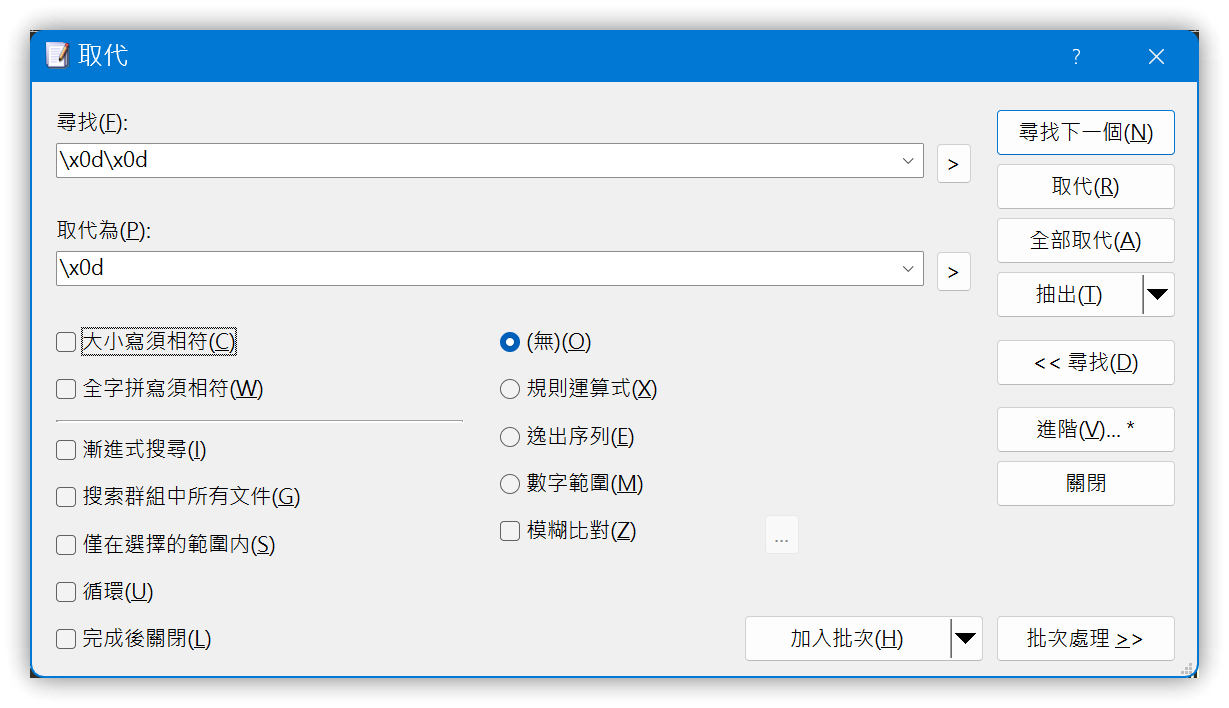 取代
?
尋找(F):
\x0d\x0d
>
取代為(P):
\x0d
>
大小寫須相符(C)
全字拼寫須相符(W)
漸進式搜尋(I)
搜索群組中所有文件(G)
僅在選擇的範圍內(S)
循環(U)
完成後關閉(L)
(無)(O)
規則運算式(X)
逸出序列(E)
數字範圍(M)
模糊比對(Z)
...
尋找下一個(N)
取代(R)
全部取代(A)
抽出(T)
<< 尋找(D)
進階(V)... *
關閉
加入批次(H)
批次處理 >>